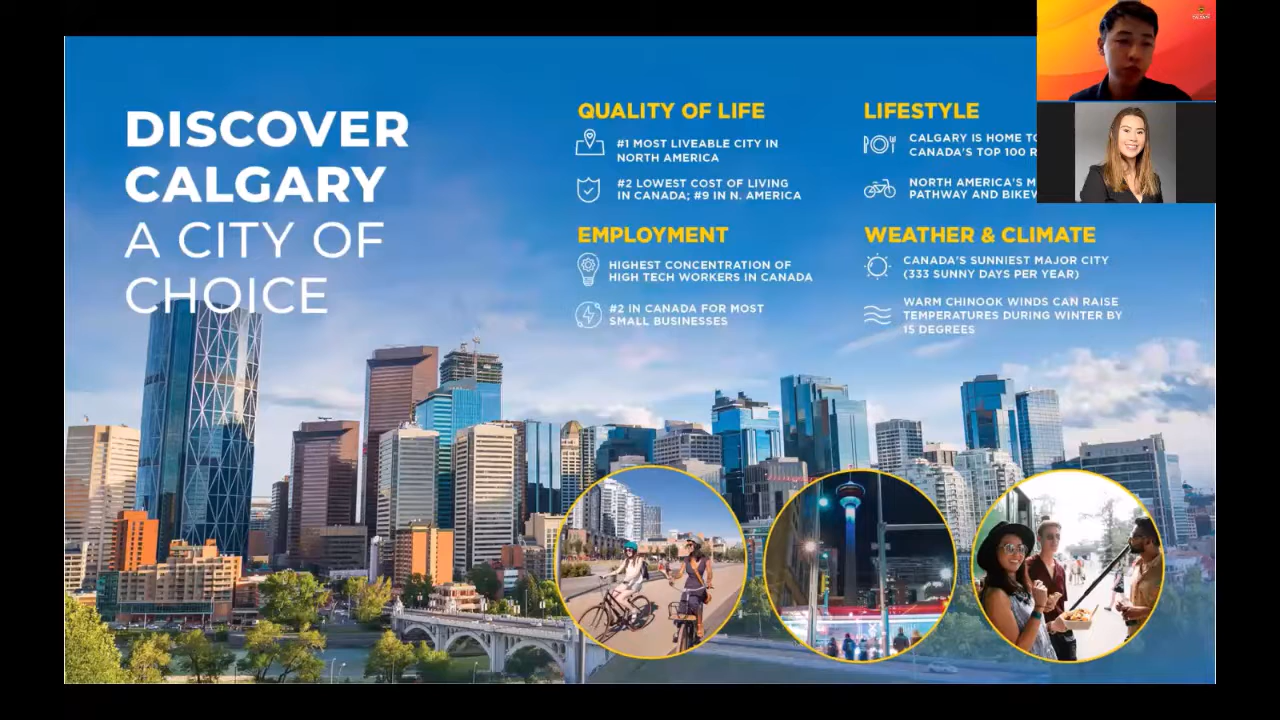 DISCOVER
CALGARY
A CITY OF
CHOICE
QUALITY OF LIFE
#1 MOST LIVEABLE CITY IN
NORTH AMERICA
#2 LOWEST COST OF LIVING
IN CANADA; #9 IN N. AMERICA
EMPLOYMENT
HIGHEST CONCENTRATION OF
HIGH TECH WORKERS IN CANADA
#2 IN CANADA FOR MOST
SMALL BUSINESSES
LIFESTYLE
CALGARY IS HOME TO
CANADA'S TOP 100 R
NORTH AMERICA'S M
PATHWAY AND BIKEW
WEATHER & CLIMATE
CANADA'S SUNNIEST MAJOR CITY
(333 SUNNY DAYS PER YEAR)
WARM CHINOOK WINDS CAN RAISE
TEMPERATURES DURING WINTER BY
15 DEGREES